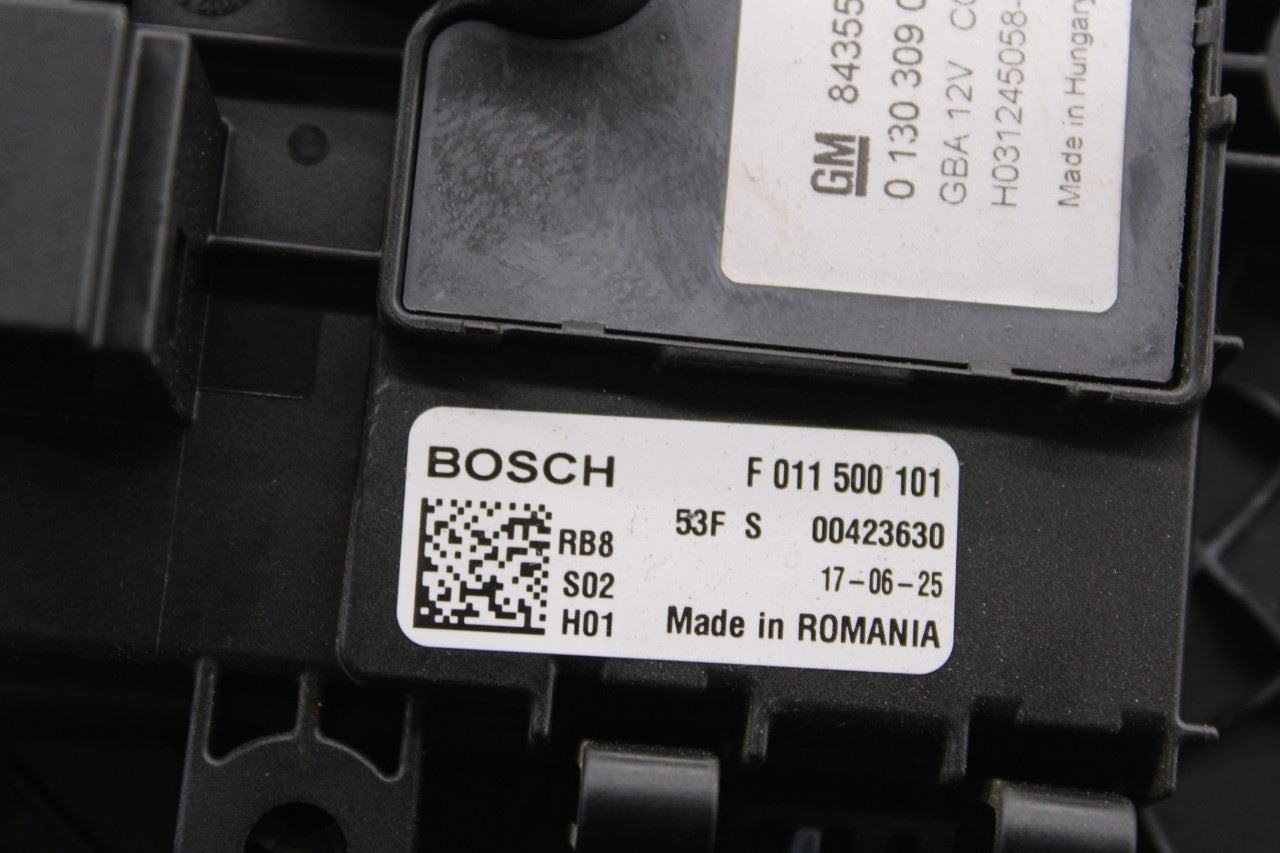 GM 84355
0 130 309
GBA 12V
H031245058-
Made in Hungary
BOSCH F 011 500 101
53F S 00423630
RB8
S02 17-06-25
H01 Made in ROMANIA